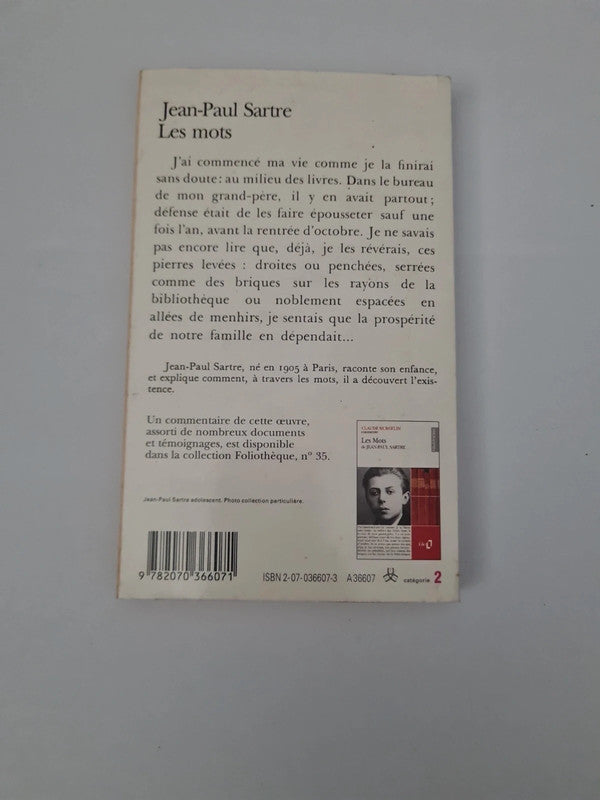 Jean-Paul Sartre
Les mots
J'ai commencé ma vie comme je la finirai
sans doute : au milieu des livres. Dans le bureau
de mon grand-père, il y en avait partout ;
défense était de les faire épousseter sauf une
fois l'an, avant la rentrée d'octobre. Je ne savais
pas encore lire que, déjà, je les révérais, ces
pierres levées : droites ou penchées, serrées
comme des briques sur les rayons de la
bibliothèque ou noblement espacées en
allées de menhirs, je sentais que la prospérité
de notre famille en dépendait...
Jean-Paul Sartre, né en 1905 à Paris, raconte son enfance,
et explique comment, à travers les mots, il a découvert l'exis-
tence.
Un commentaire de cette œuvre,
assorti de nombreux documents
et témoignages, est disponible
dans la collection Foliothèque, nº 35.
Les Mots
de JEAN-PAUL SARTRE
Jean-Paul Sartre adolescent. Photo collection particulière.
9 782070 366071
ISBN 2-07-036607-3 A 36607 catégorie 2